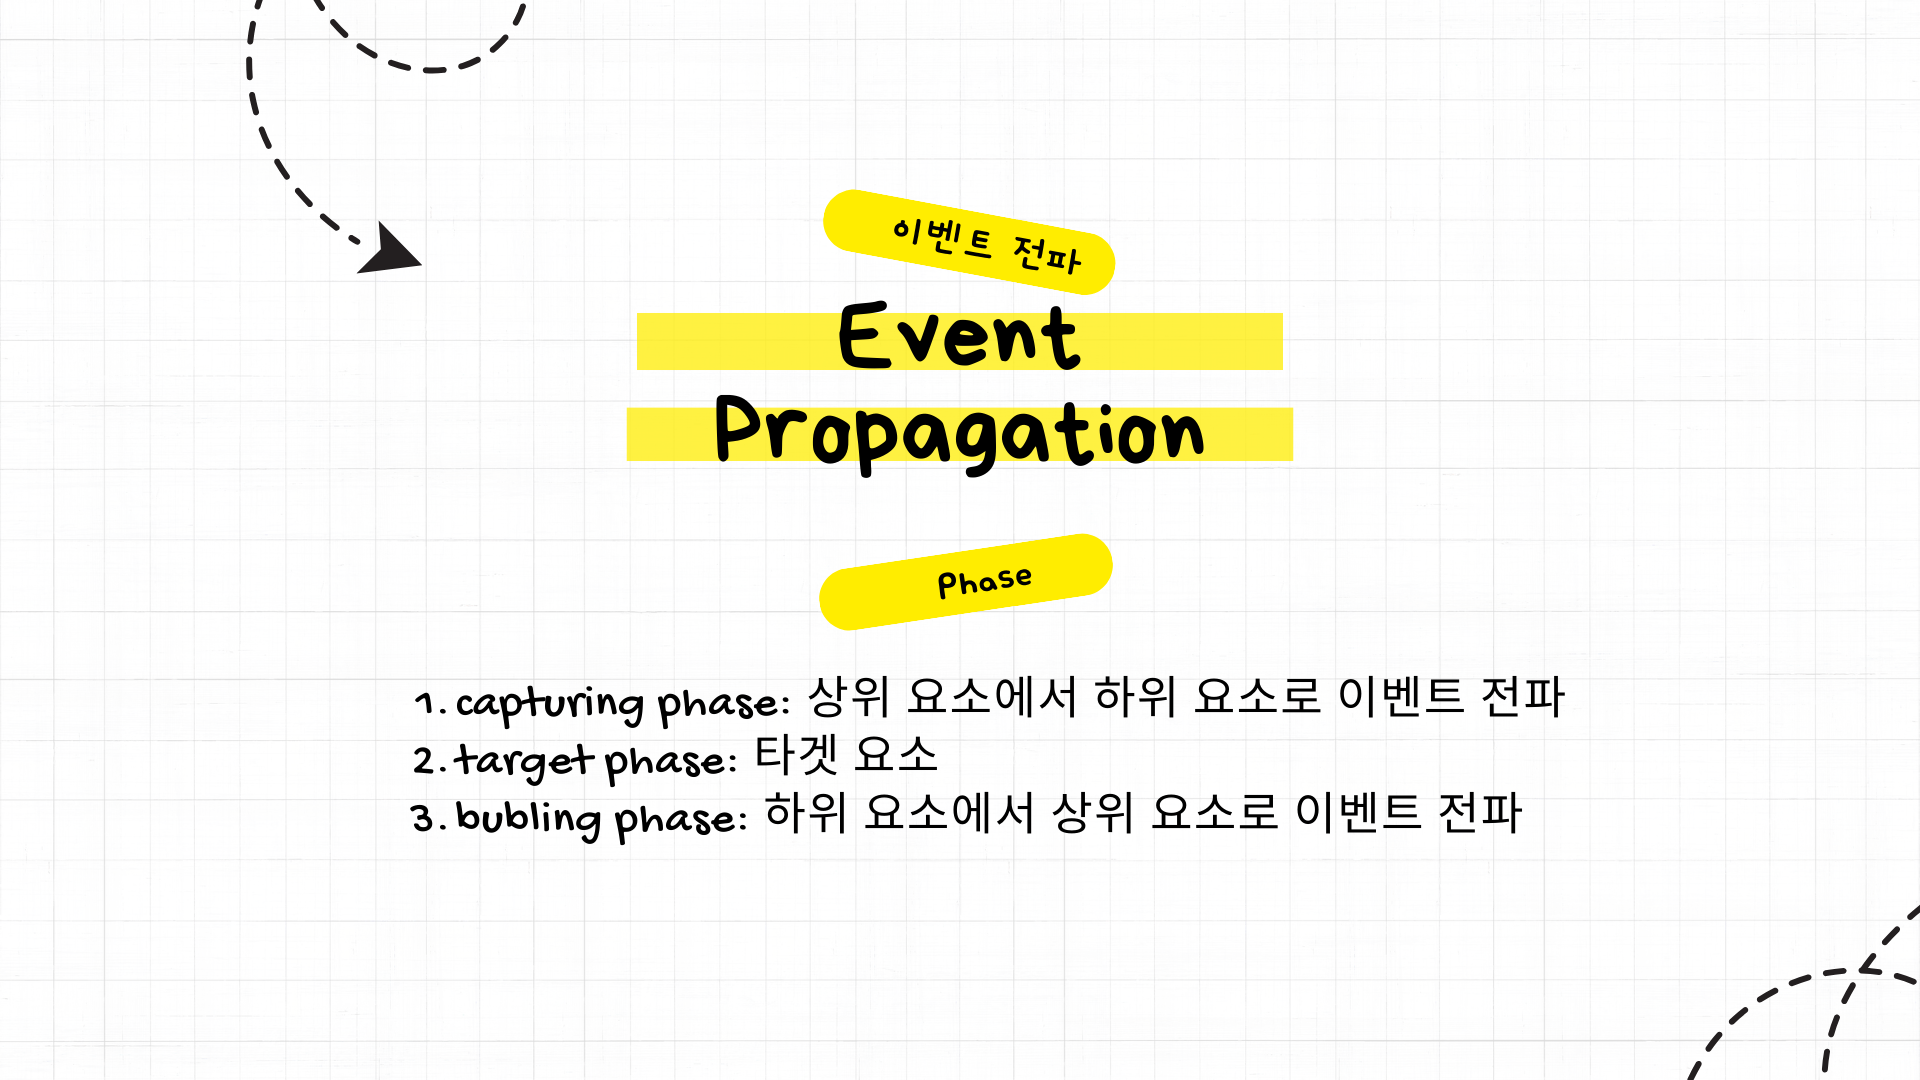 이벤트 전파
Event
Propagation
Phase
1. capturing phase: 상위 요소에서 하위 요소로 이벤트 전파
2. target phase: 타겟 요소
3. bubling phase: 하위 요소에서 상위 요소로 이벤트 전파